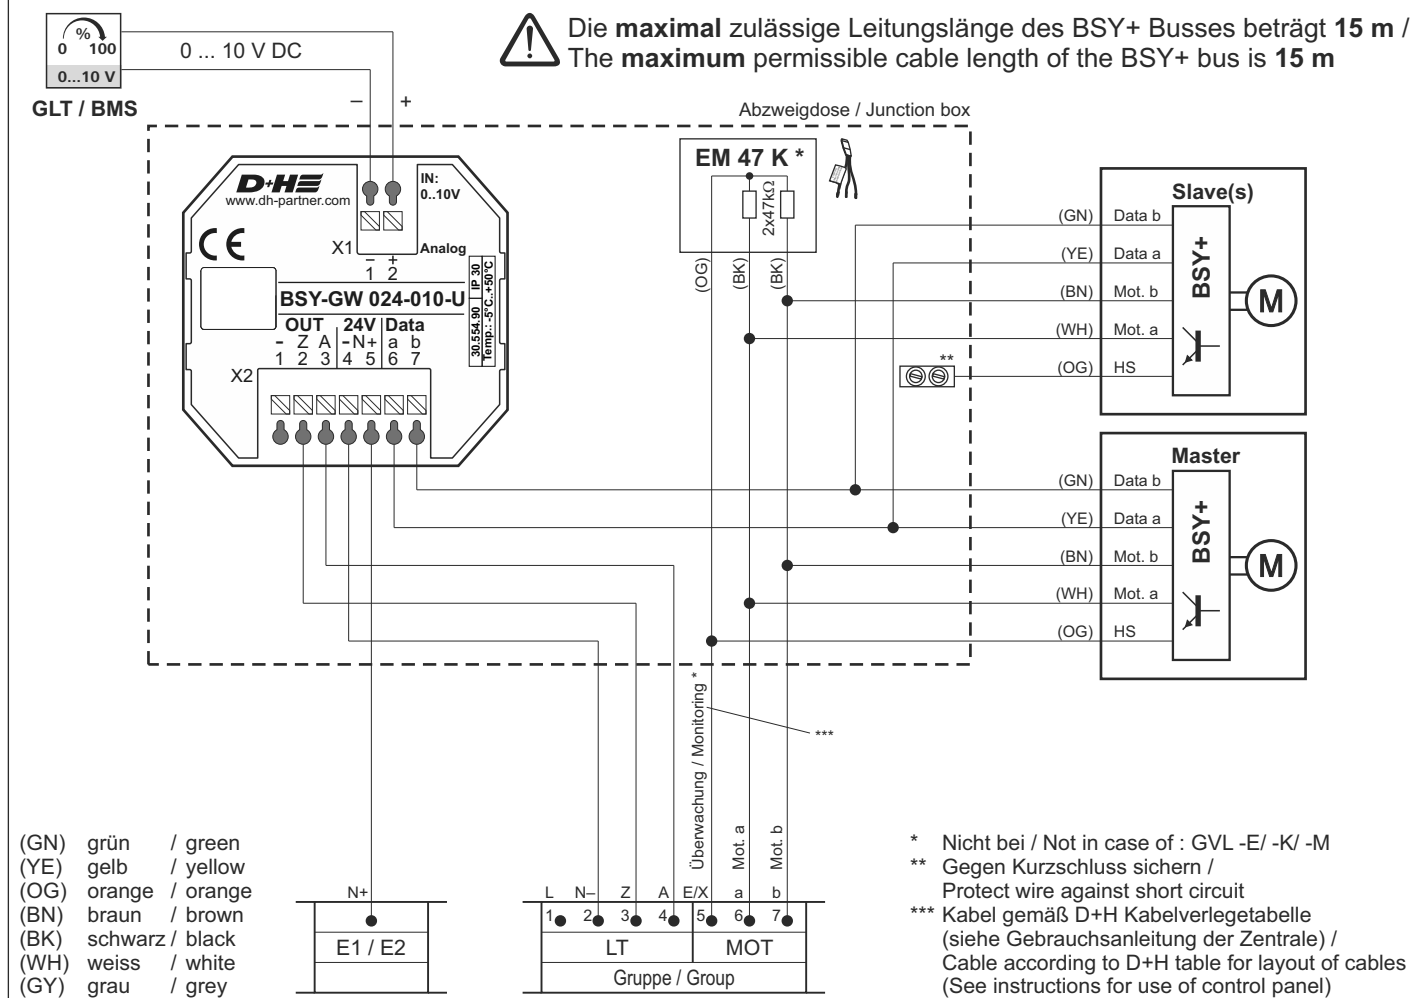 %
0 100
0...10 V
GLT / BMS
0 ... 10 V DC
– +
Die maximal zulässige Leitungslänge des BSY+ Busses beträgt 15 m /
The maximum permissible cable length of the BSY+ bus is 15 m
Abzweigdose / Junction box
D+H
www.dh-partner.com
IN:
0..10V
CE
X1
Analog
– +
1 2
BSY-GW 024-010-U
30.554.90 IP 30
Temp.: -5°C..+50°C
OUT 24V Data
- Z A -N+ a b
1 2 3 4 5 6 7
X2
EM 47 K *
2x47kΩ
(OG)
(BK)
(BK)
**
Slave(s)
(GN) Data b
(YE) Data a
(BN) Mot. b
(WH) Mot. a
(OG) HS
BSY+
M
Master
(GN) Data b
(YE) Data a
(BN) Mot. b
(WH) Mot. a
(OG) HS
BSY+
M
Überwachung / Monitoring *
***
Mot. a
Mot. b
(GN) grün / green
(YE) gelb / yellow
(OG) orange / orange
(BN) braun / brown
(BK) schwarz / black
(WH) weiss / white
(GY) grau / grey
N+
E1 / E2
L N– Z A E/X a b
1 2 3 4 5 6 7
LT MOT
Gruppe / Group
* Nicht bei / Not in case of : GVL -E/ -K/ -M
** Gegen Kurzschluss sichern /
Protect wire against short circuit
*** Kabel gemäß D+H Kabelverlegetabelle
(siehe Gebrauchsanleitung der Zentrale) /
Cable according to D+H table for layout of cables
(See instructions for use of control panel)